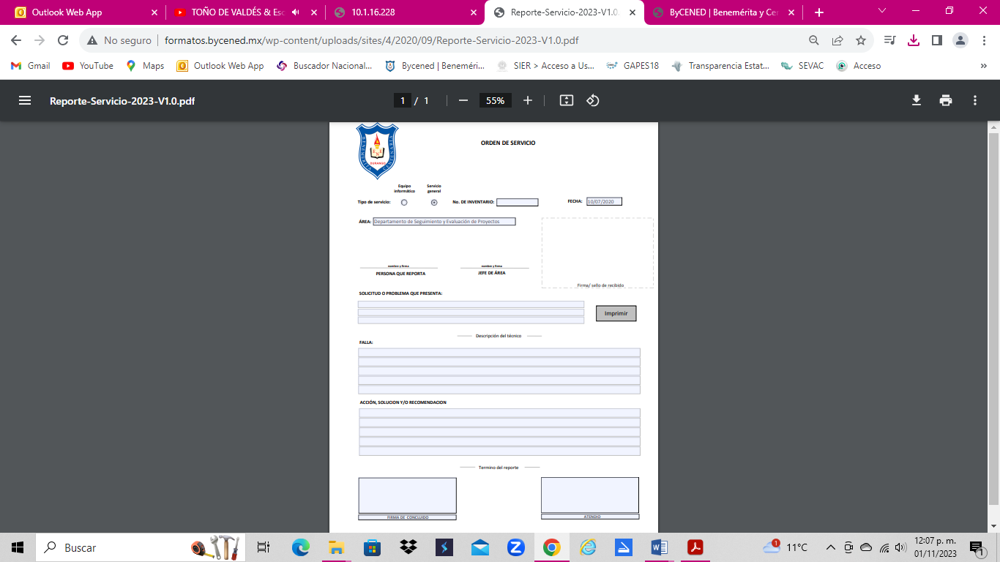 Outlook Web App
TOÑO DE VALDÉS & Esc
10.1.16.228
Reporte-Servicio-2023-V1.0.
ByCENED | Benemérita y Cen
No seguro
formatos.bycened.mx/wp-content/uploads/sites/4/2020/09/Reporte-Servicio-2023-V1.0.pdf
Gmail
YouTube
Maps
Outlook Web App
Buscador Nacional...
Bycened | Beneméri...
SIER > Acceso a Us...
GAPES18
Transparencia Estat...
SEVAC
Acceso
»
Reporte-Servicio-2023-V1.0.pdf
1 / 1
55%
BENEMÉRITA Y CENTENARIA
ENE
DURANGO
ORDEN DE SERVICIO
Equipo
informático
Servicio
general
Tipo de servicio:
No. DE INVENTARIO:
FECHA: 10/07/2020
ÁREA: Departamento de Seguimiento y Evaluación de Proyectos
nombre y firma
PERSONA QUE REPORTA
nombre y firma
JEFE DE ÁREA
Firma/ sello de recibido
SOLICITUD O PROBLEMA QUE PRESENTA:
Imprimir
Descripción del técnico
FALLA:
ACCIÓN, SOLUCION Y/O RECOMENDACION
Termino del reporte
FIRMA DE CONCLUIDO
ATENDIO
Buscar
1
11°C
12:07 p. m.
01/11/2023
1